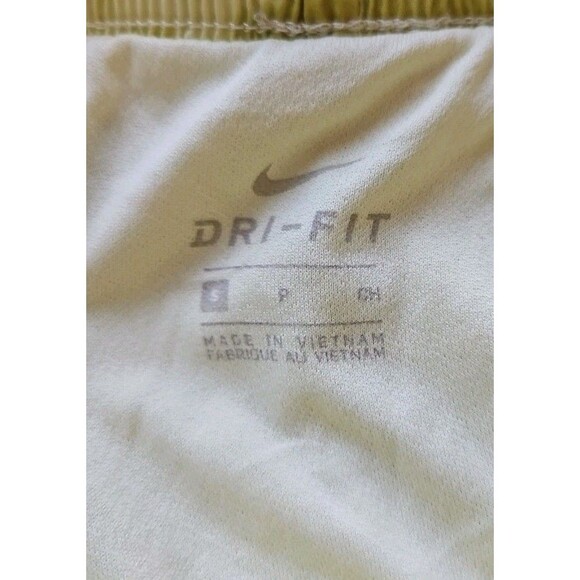 DRI-FIT
S P CH
MADE IN VIETNAM
FABRIQUE AU VIETNAM